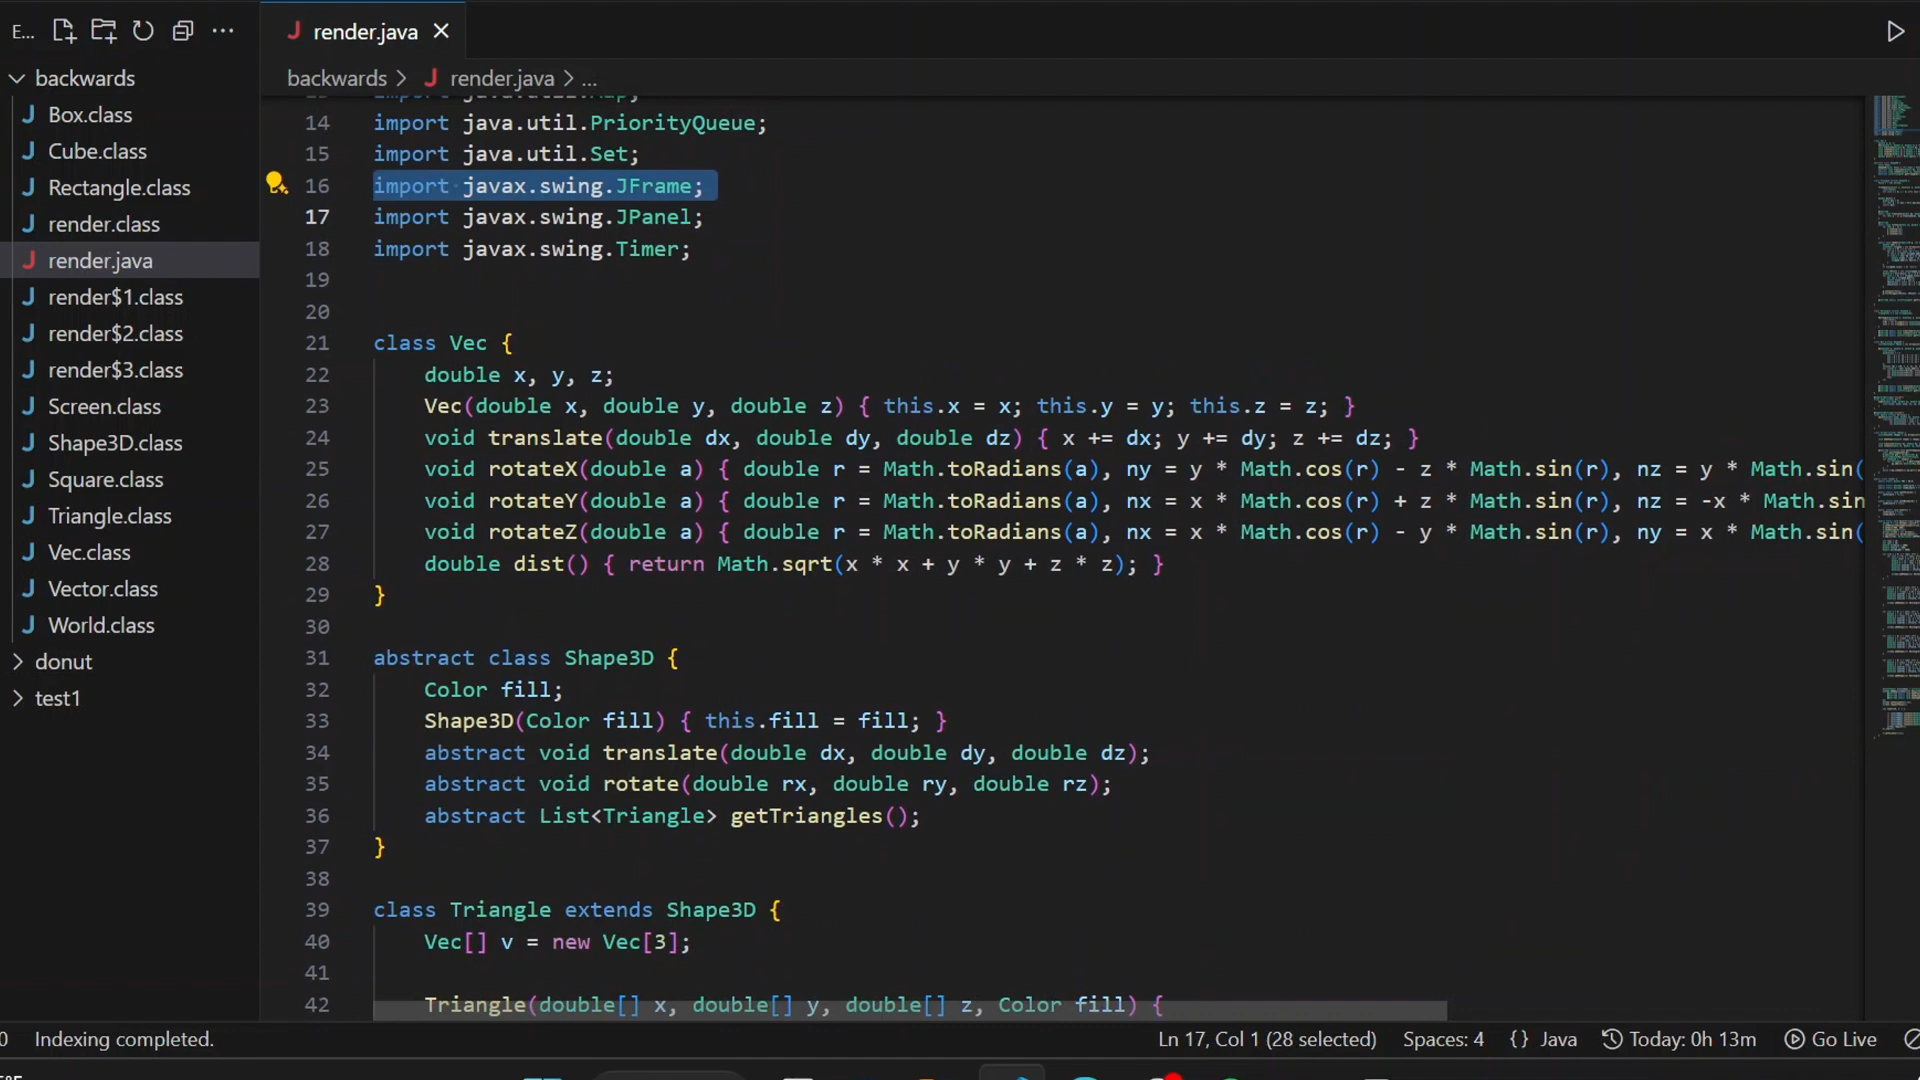 E...
render.java
backwards > render.java > ...
backwards
Box.class
Cube.class
Rectangle.class
render.class
render.java
render$1.class
render$2.class
render$3.class
Screen.class
Shape3D.class
Square.class
Triangle.class
Vec.class
Vector.class
World.class
donut
test1
14 import java.util.PriorityQueue;
15 import java.util.Set;
16 import javax.swing.JFrame;
17 import javax.swing.JPanel;
18 import javax.swing.Timer;
19
20
21 class Vec {
22 double x, y, z;
23 Vec(double x, double y, double z) { this.x = x; this.y = y; this.z = z; }
24 void translate(double dx, double dy, double dz) { x += dx; y += dy; z += dz; }
25 void rotateX(double a) { double r = Math.toRadians(a), ny = y * Math.cos(r) - z * Math.sin(r), nz = y * Math.sin(
26 void rotateY(double a) { double r = Math.toRadians(a), nx = x * Math.cos(r) + z * Math.sin(r), nz = -x * Math.sin
27 void rotateZ(double a) { double r = Math.toRadians(a), nx = x * Math.cos(r) - y * Math.sin(r), ny = x * Math.sin(
28 double dist() { return Math.sqrt(x * x + y * y + z * z); }
29 }
30
31 abstract class Shape3D {
32 Color fill;
33 Shape3D(Color fill) { this.fill = fill; }
34 abstract void translate(double dx, double dy, double dz);
35 abstract void rotate(double rx, double ry, double rz);
36 abstract List<Triangle> getTriangles();
37 }
38
39 class Triangle extends Shape3D {
40 Vec[] v = new Vec[3];
41
42 Triangle(double[] x, double[] y, double[] z, Color fill) {
0 Indexing completed. Ln 17, Col 1 (28 selected) Spaces: 4 {} Java Today: 0h 13m Go Live